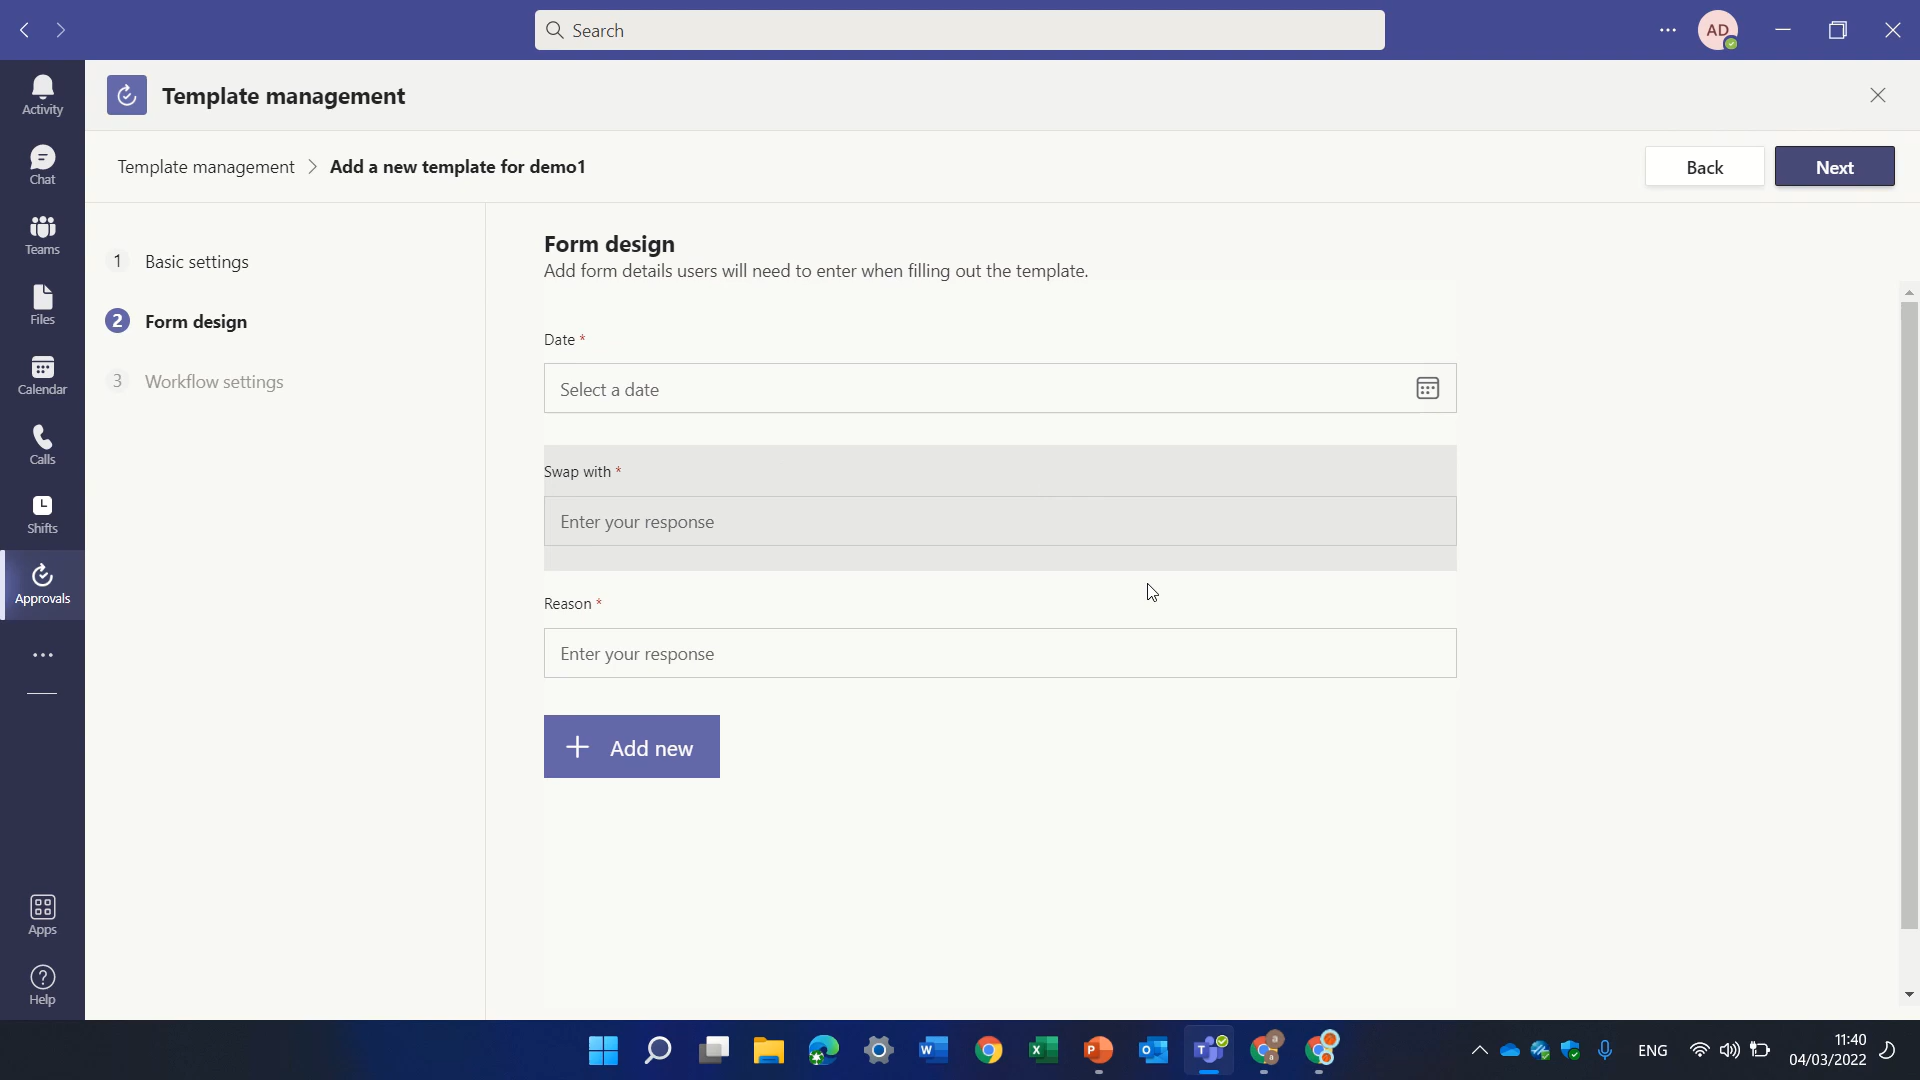 Search
AD
Activity
Chat
Teams
Files
Calendar
Calls
Shifts
Approvals
Apps
Help
Template management
Template management > Add a new template for demo1
Back
Next
1 Basic settings
2 Form design
3 Workflow settings
Form design
Add form details users will need to enter when filling out the template.
Date *
Select a date
Swap with *
Enter your response
Reason *
Enter your response
+ Add new
ENG
11:40
04/03/2022